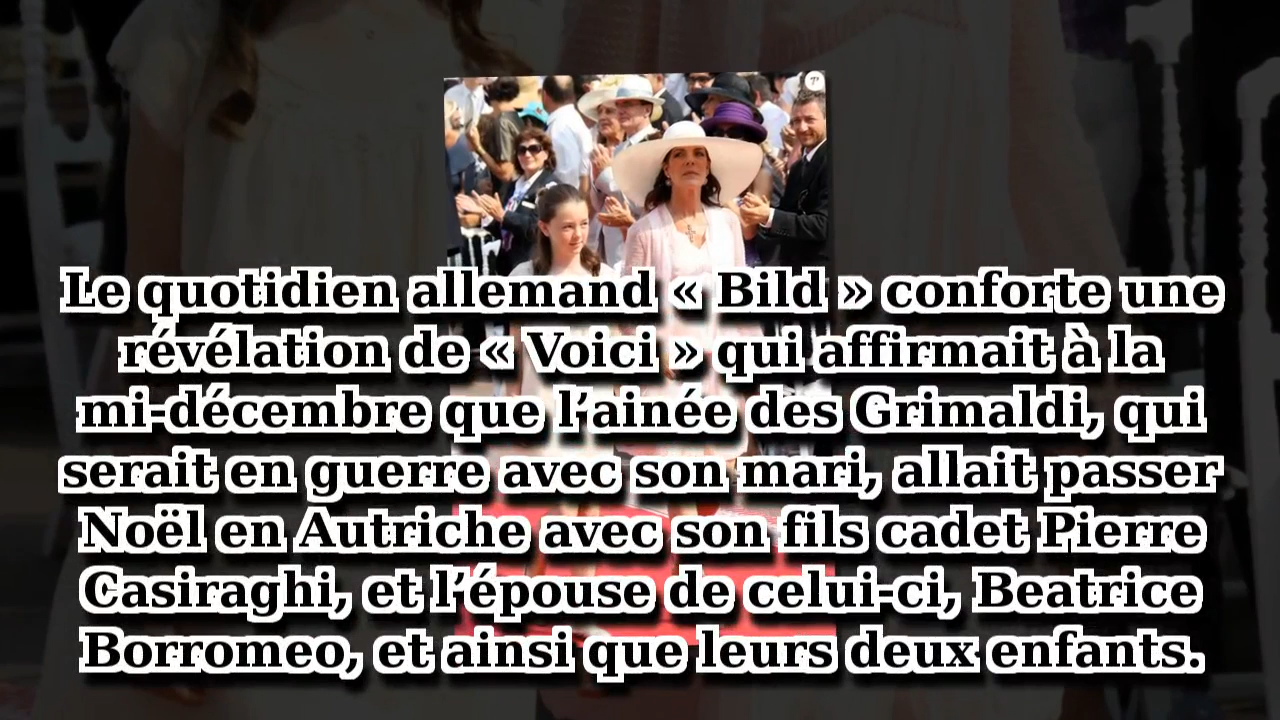 Le quotidien allemand « Bild » conforte une
révélation de « Voici » qui affirmait à la
mi-décembre que l’ainée des Grimaldi, qui
serait en guerre avec son mari, allait passer
Noël en Autriche avec son fils cadet Pierre
Casiraghi, et l’épouse de celui-ci, Beatrice
Borromeo, et ainsi que leurs deux enfants.